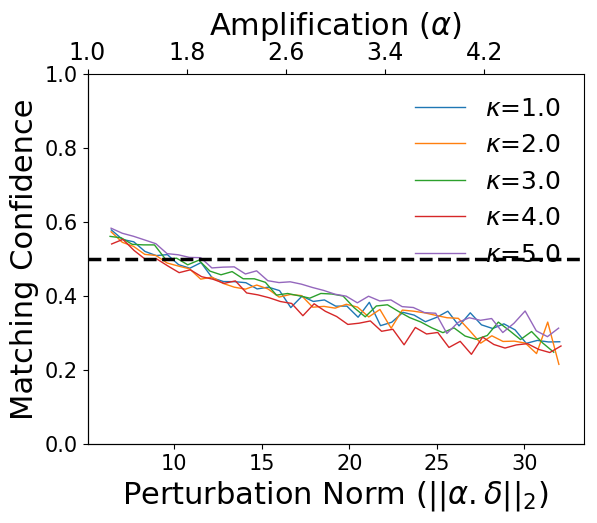 Amplification (α)
1.0 1.8 2.6 3.4 4.2
Matching Confidence
1.0
0.8
0.6
0.4
0.2
0.0
κ=1.0
κ=2.0
κ=3.0
κ=4.0
κ=5.0
10 15 20 25 30
Perturbation Norm (||α.δ||₂)